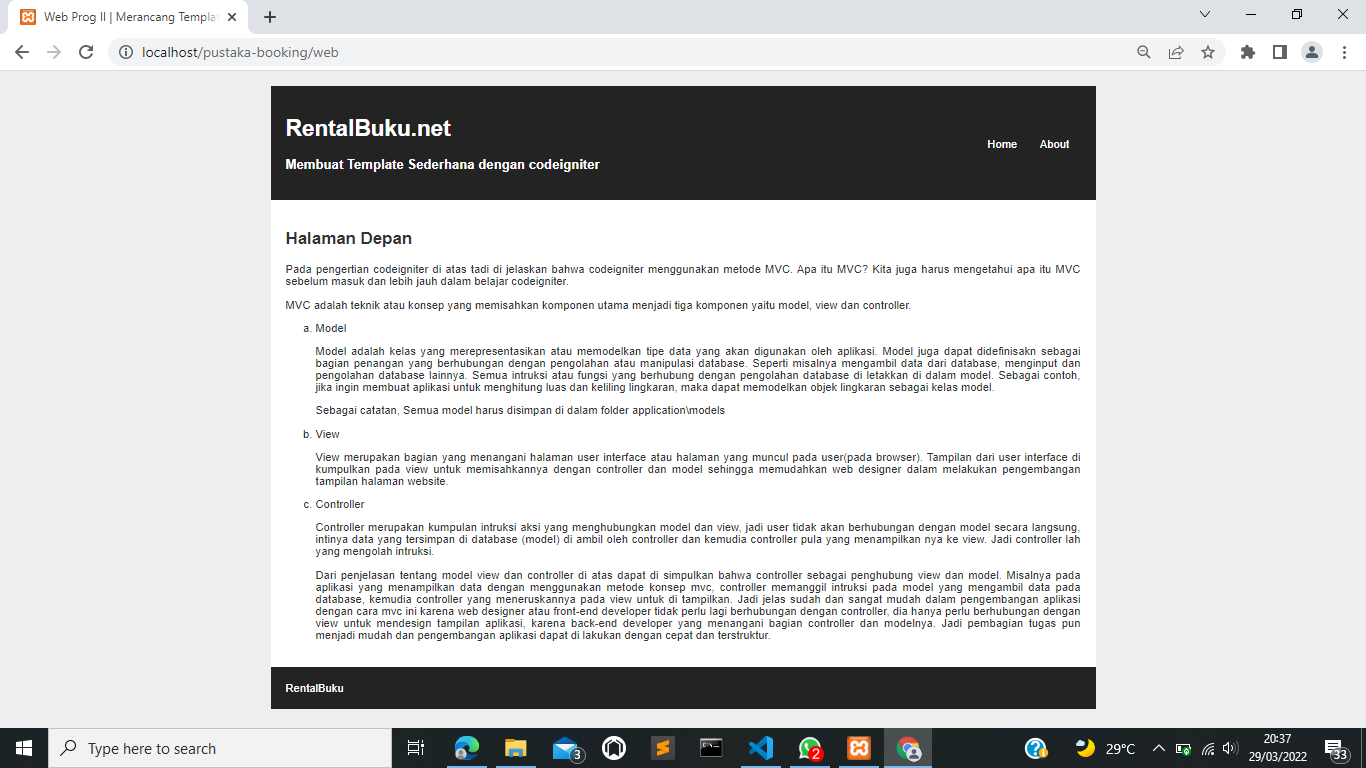 Web Prog II | Merancang Templa
localhost/pustaka-booking/web
RentalBuku.net
Membuat Template Sederhana dengan codeigniter
Home About
Halaman Depan
Pada pengertian codeigniter di atas tadi di jelaskan bahwa codeigniter menggunakan metode MVC. Apa itu MVC? Kita juga harus mengetahui apa itu MVC
sebelum masuk dan lebih jauh dalam belajar codeigniter.
MVC adalah teknik atau konsep yang memisahkan komponen utama menjadi tiga komponen yaitu model, view dan controller.
a. Model
Model adalah kelas yang merepresentasikan atau memodelkan tipe data yang akan digunakan oleh aplikasi. Model juga dapat didefinisakn sebagai
bagian penangan yang berhubungan dengan pengolahan atau manipulasi database. Seperti misalnya mengambil data dari database, menginput dan
pengolahan database lainnya. Semua intruksi atau fungsi yang berhubung dengan pengolahan database di letakkan di dalam model. Sebagai contoh,
jika ingin membuat aplikasi untuk menghitung luas dan keliling lingkaran, maka dapat memodelkan objek lingkaran sebagai kelas model.
Sebagai catatan, Semua model harus disimpan di dalam folder application\models
b. View
View merupakan bagian yang menangani halaman user interface atau halaman yang muncul pada user(pada browser). Tampilan dari user interface di
kumpulkan pada view untuk memisahkannya dengan controller dan model sehingga memudahkan web designer dalam melakukan pengembangan
tampilan halaman website.
c. Controller
Controller merupakan kumpulan intruksi aksi yang menghubungkan model dan view, jadi user tidak akan berhubungan dengan model secara langsung,
intinya data yang tersimpan di database (model) di ambil oleh controller dan kemudia controller pula yang menampilkan nya ke view. Jadi controller lah
yang mengolah intruksi.
Dari penjelasan tentang model view dan controller di atas dapat di simpulkan bahwa controller sebagai penghubung view dan model. Misalnya pada
aplikasi yang menampilkan data dengan menggunakan metode konsep mvc, controller memanggil intruksi pada model yang mengambil data pada
database, kemudia controller yang meneruskannya pada view untuk di tampilkan. Jadi jelas sudah dan sangat mudah dalam pengembangan aplikasi
dengan cara mvc ini karena web designer atau front-end developer tidak perlu lagi berhubungan dengan controller, dia hanya perlu berhubungan dengan
view untuk mendesign tampilan aplikasi, karena back-end developer yang menangani bagian controller dan modelnya. Jadi pembagian tugas pun
menjadi mudah dan pengembangan aplikasi dapat di lakukan dengan cepat dan terstruktur.
RentalBuku
Type here to search
3
2
29°C
20:37
29/03/2022
33